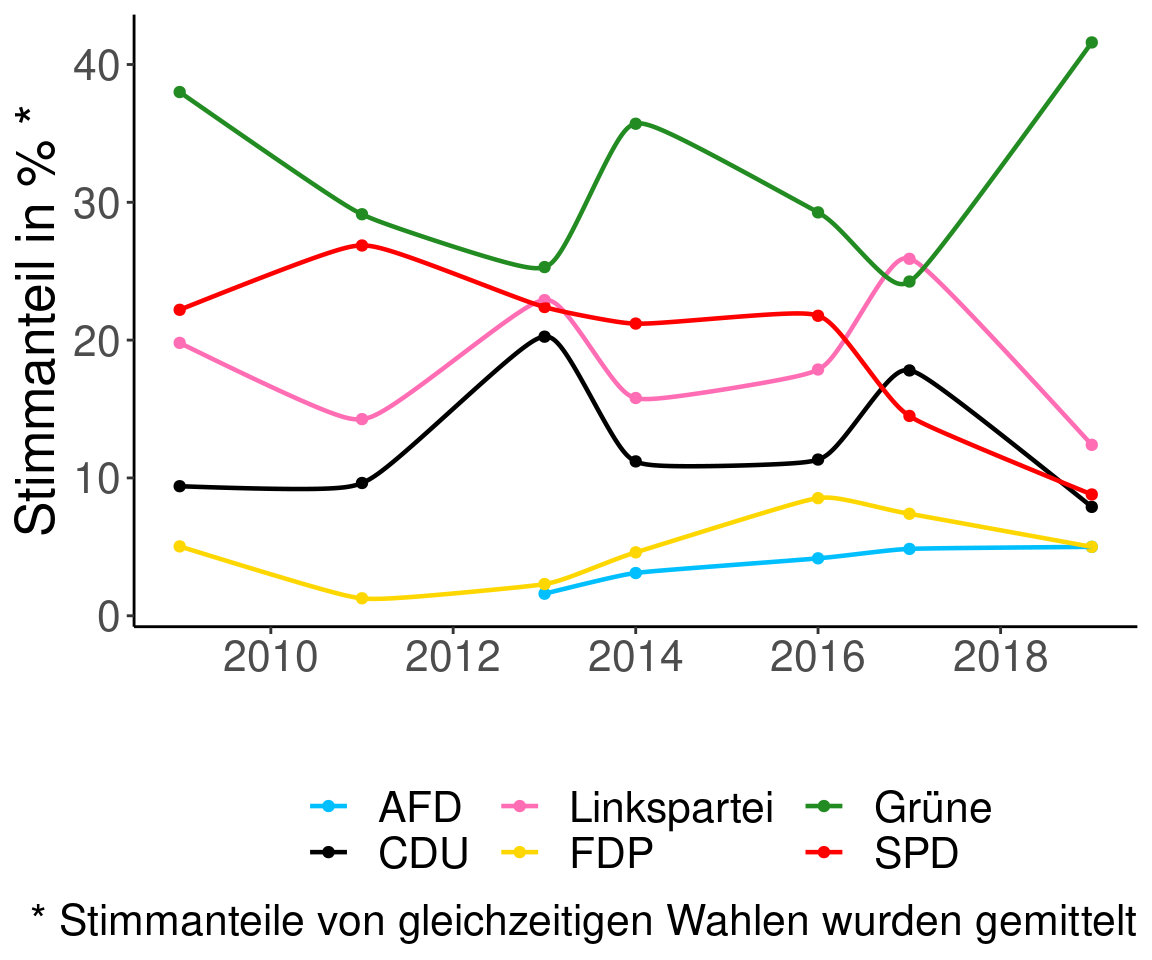 Stimmanteil in % *
40
30
20
10
0
2010 2012 2014 2016 2018
AFD Linkspartei Grüne
CDU FDP SPD
* Stimmanteile von gleichzeitigen Wahlen wurden gemittelt